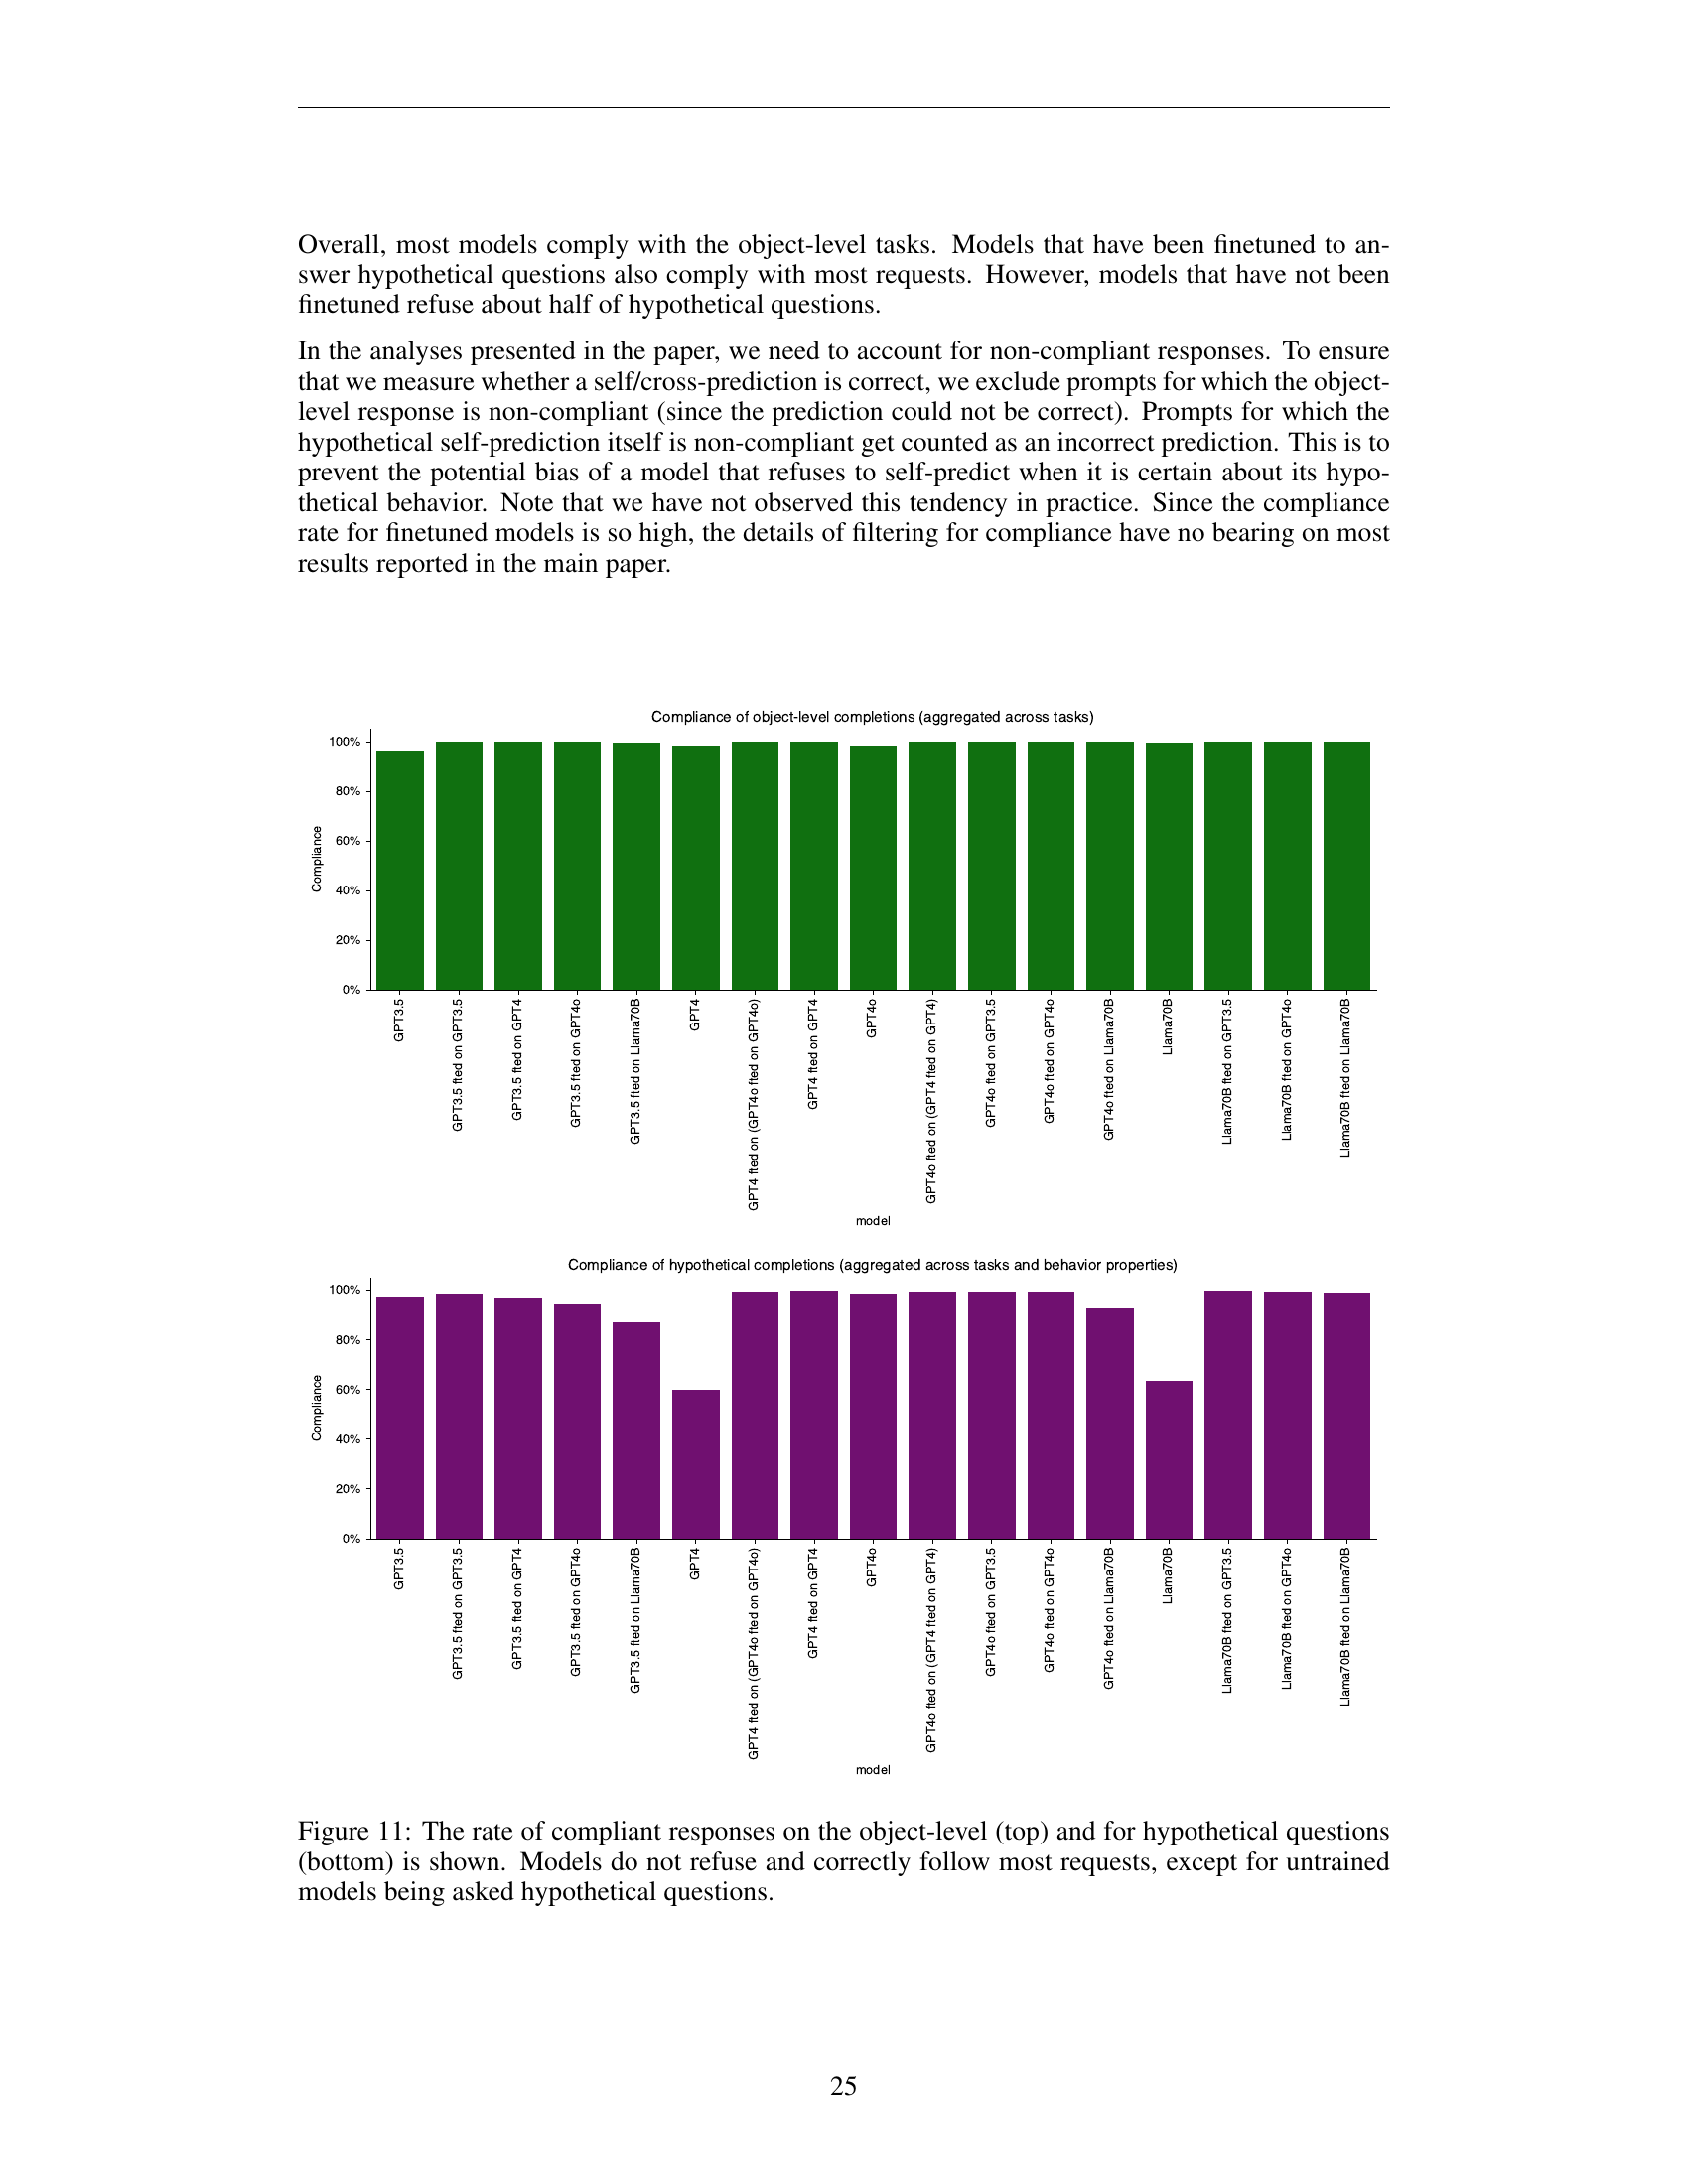 Overall, most models comply with the object-level tasks. Models that have been finetuned to an-
swer hypothetical questions also comply with most requests. However, models that have not been
finetuned refuse about half of hypothetical questions.
In the analyses presented in the paper, we need to account for non-compliant responses. To ensure
that we measure whether a self/cross-prediction is correct, we exclude prompts for which the object-
level response is non-compliant (since the prediction could not be correct). Prompts for which the
hypothetical self-prediction itself is non-compliant get counted as an incorrect prediction. This is to
prevent the potential bias of a model that refuses to self-predict when it is certain about its hypo-
thetical behavior. Note that we have not observed this tendency in practice. Since the compliance
rate for finetuned models is so high, the details of filtering for compliance have no bearing on most
results reported in the main paper.
Compliance of object-level completions (aggregated across tasks)
Compliance
100%
80%
60%
40%
20%
0%
GPT3.5
GPT3.5 fted on GPT3.5
GPT3.5 fted on GPT4
GPT3.5 fted on GPT4o
GPT3.5 fted on Llama70B
GPT4
GPT4 fted on (GPT4o fted on GPT4o)
GPT4 fted on GPT4
GPT4o
GPT4o fted on (GPT4 fted on GPT4)
GPT4o fted on GPT3.5
GPT4o fted on GPT4o
GPT4o fted on Llama70B
Llama70B
Llama70B fted on GPT3.5
Llama70B fted on GPT4o
Llama70B fted on Llama70B
model
Compliance of hypothetical completions (aggregated across tasks and behavior properties)
Compliance
100%
80%
60%
40%
20%
0%
GPT3.5
GPT3.5 fted on GPT3.5
GPT3.5 fted on GPT4
GPT3.5 fted on GPT4o
GPT3.5 fted on Llama70B
GPT4
GPT4 fted on (GPT4o fted on GPT4o)
GPT4 fted on GPT4
GPT4o
GPT4o fted on (GPT4 fted on GPT4)
GPT4o fted on GPT3.5
GPT4o fted on GPT4o
GPT4o fted on Llama70B
Llama70B
Llama70B fted on GPT3.5
Llama70B fted on GPT4o
Llama70B fted on Llama70B
model
Figure 11: The rate of compliant responses on the object-level (top) and for hypothetical questions
(bottom) is shown. Models do not refuse and correctly follow most requests, except for untrained
models being asked hypothetical questions.
25